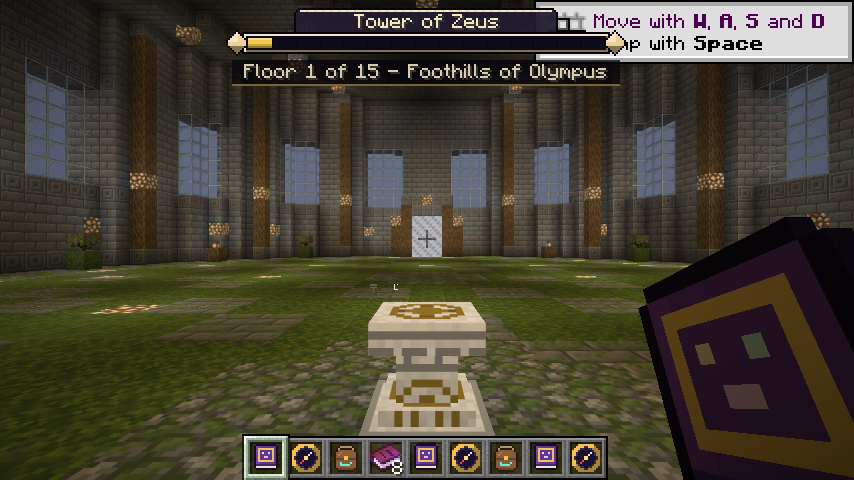 Tower of Zeus
Move with W, A, S and D
with Space
Floor 1 of 15 – Foothills of Olympus
8